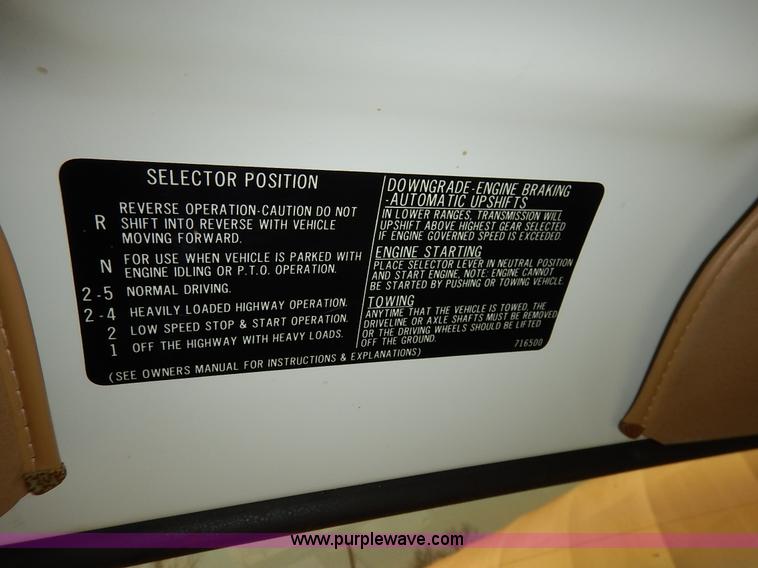 SELECTOR POSITION
R REVERSE OPERATION-CAUTION DO NOT
SHIFT INTO REVERSE WITH VEHICLE
MOVING FORWARD.
N FOR USE WHEN VEHICLE IS PARKED WITH
ENGINE IDLING OR P.T.O. OPERATION.
2-5 NORMAL DRIVING.
2-4 HEAVILY LOADED HIGHWAY OPERATION.
2 LOW SPEED STOP & START OPERATION.
1 OFF THE HIGHWAY WITH HEAVY LOADS.
(SEE OWNERS MANUAL FOR INSTRUCTIONS & EXPLANATIONS)
DOWNGRADE-ENGINE BRAKING
-AUTOMATIC UPSHIFTS
IN LOWER RANGES, TRANSMISSION WILL
UPSHIFT ABOVE HIGHEST GEAR SELECTED
IF ENGINE GOVERNED SPEED IS EXCEEDED.
ENGINE STARTING
PLACE SELECTOR LEVER IN NEUTRAL POSITION
AND START ENGINE, NOTE: ENGINE CANNOT
BE STARTED BY PUSHING OR TOWING VEHICLE.
TOWING
ANYTIME THAT THE VEHICLE IS TOWED, THE
DRIVELINE OR AXLE SHAFTS MUST BE REMOVED
OR THE DRIVING WHEELS SHOULD BE LIFTED
OFF THE GROUND.
716500
www.purplewave.com